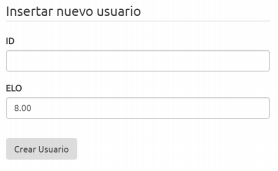 Insertar nuevo usuario
ID
ELO
8.00
Crear Usuario